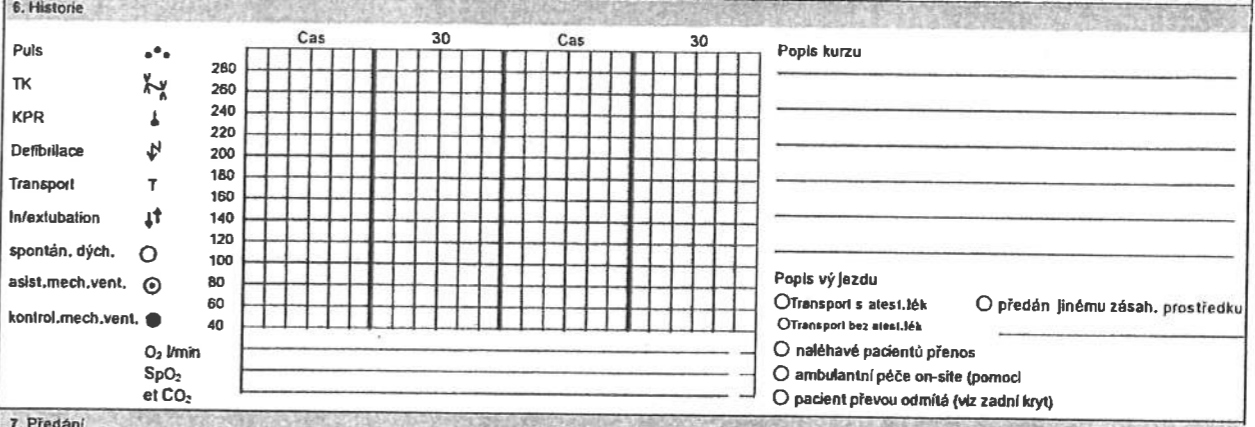 6. Historie
Cas 30 Cas 30
Puls
TK
KPR
Defibrilace
Transport T
In/extubation
spontán. dých.
asist.mech.vent.
kontrol.mech.vent.
280
260
240
220
200
180
160
140
120
100
80
60
40
O₂ l/min
SpO₂
et CO₂
Popis kurzu
Popis výjezdu
Transport s atest.lék
předán jinému zásah. prostředku
Transport bez atest.lék
naléhavé pacientů přenos
ambulantní péče on-site (pomoci
pacient převou odmítá (viz zadní kryt)
7. Předání